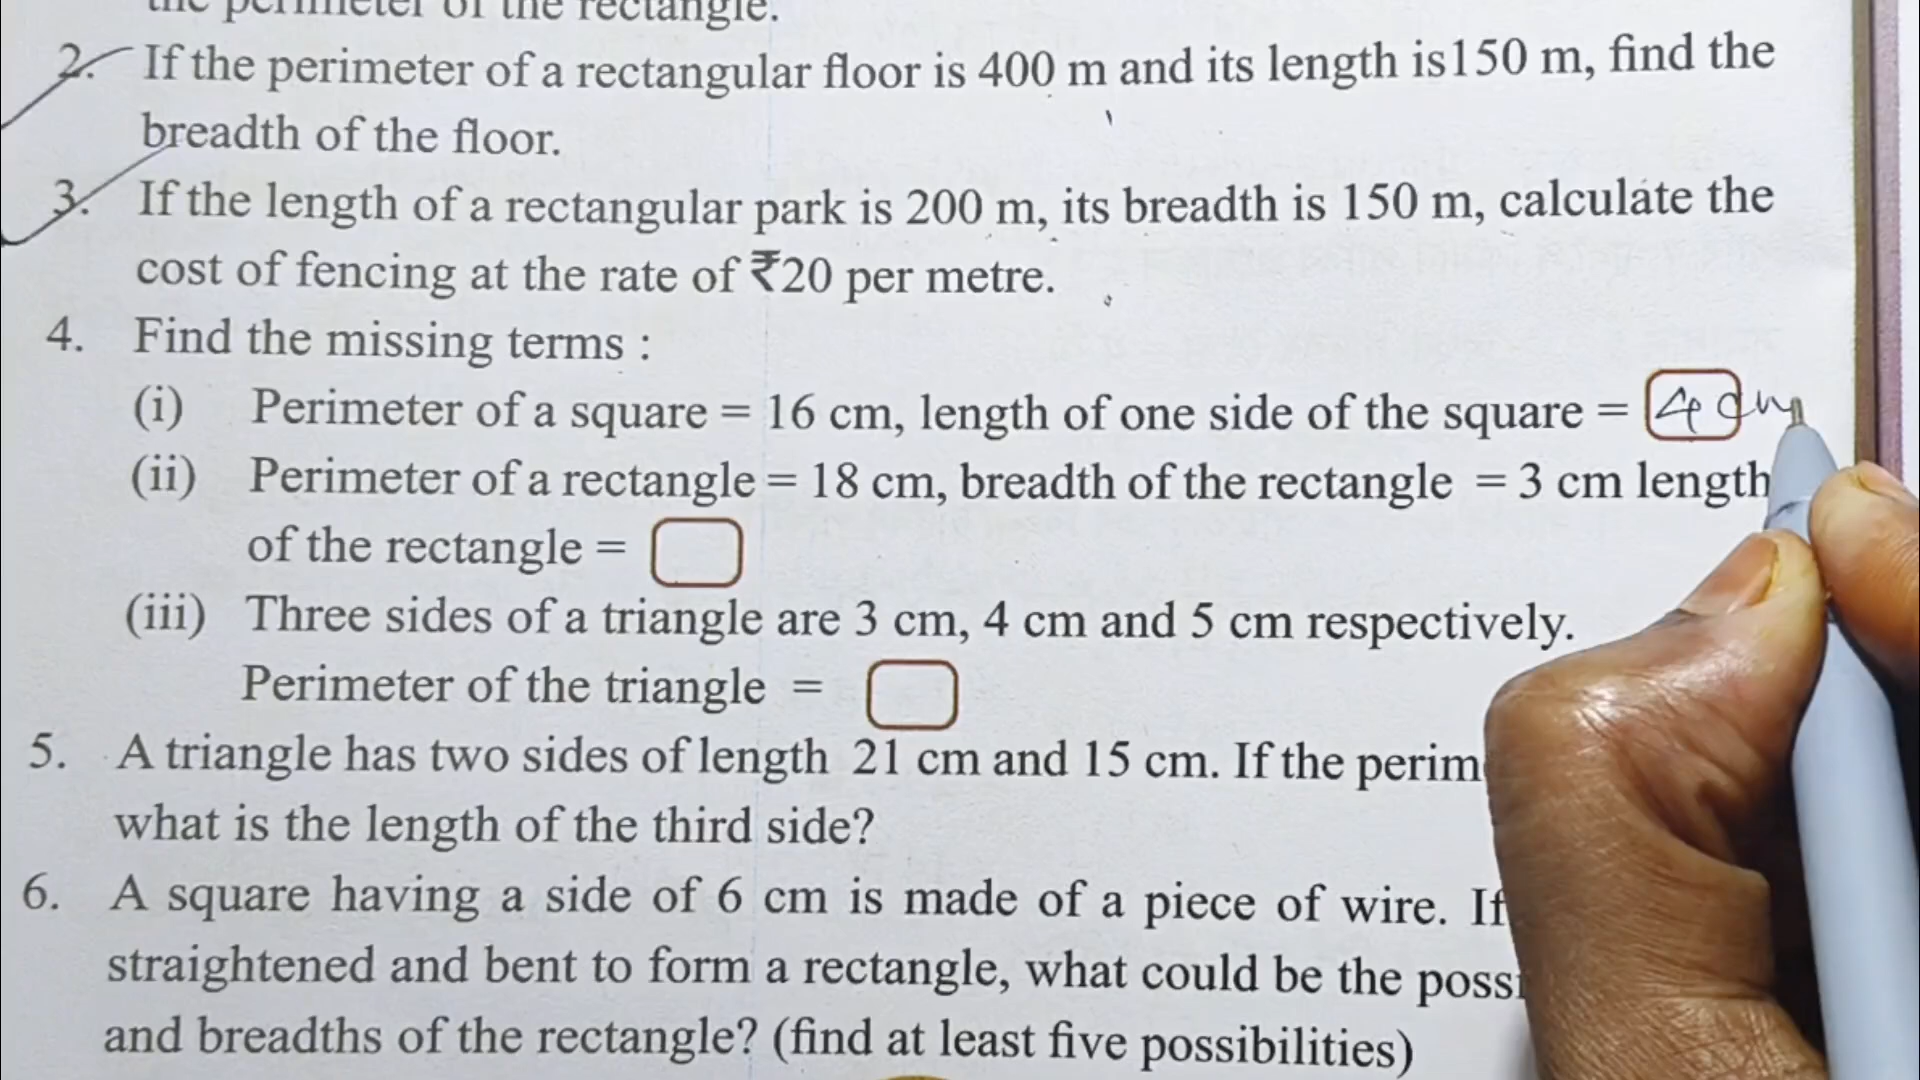 the perimeter of the rectangle.
2. If the perimeter of a rectangular floor is 400 m and its length is150 m, find the
breadth of the floor.
3. If the length of a rectangular park is 200 m, its breadth is 150 m, calculate the
cost of fencing at the rate of ₹20 per metre.
4. Find the missing terms :
(i) Perimeter of a square = 16 cm, length of one side of the square = 4 cm
(ii) Perimeter of a rectangle = 18 cm, breadth of the rectangle = 3 cm length
of the rectangle =
(iii) Three sides of a triangle are 3 cm, 4 cm and 5 cm respectively.
Perimeter of the triangle =
5. A triangle has two sides of length 21 cm and 15 cm. If the perim
what is the length of the third side?
6. A square having a side of 6 cm is made of a piece of wire. If
straightened and bent to form a rectangle, what could be the possi
and breadths of the rectangle? (find at least five possibilities)